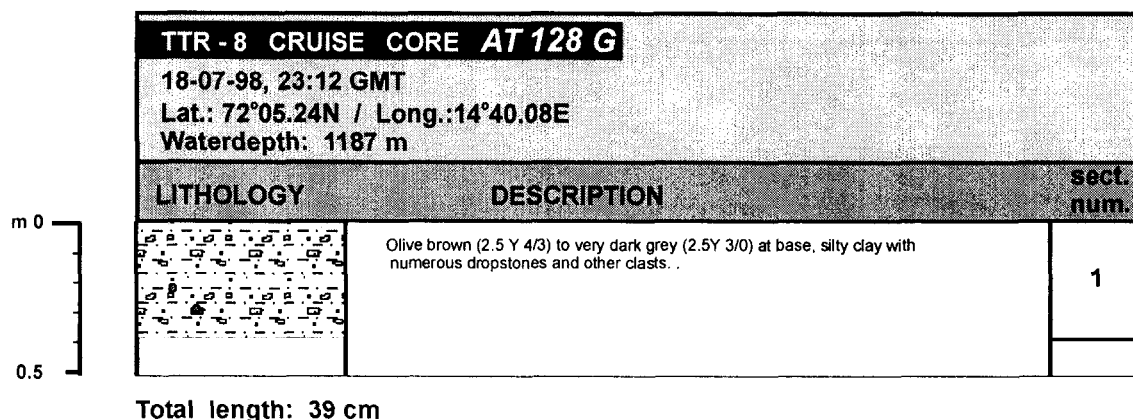 TTR - 8 CRUISE CORE AT 128 G
18-07-98, 23:12 GMT
Lat.: 72°05.24N / Long.:14°40.08E
Waterdepth: 1187 m
LITHOLOGY DESCRIPTION sect. num.
m 0
Olive brown (2.5 Y 4/3) to very dark grey (2.5Y 3/0) at base, silty clay with
numerous dropstones and other clasts. .
1
0.5
Total length: 39 cm